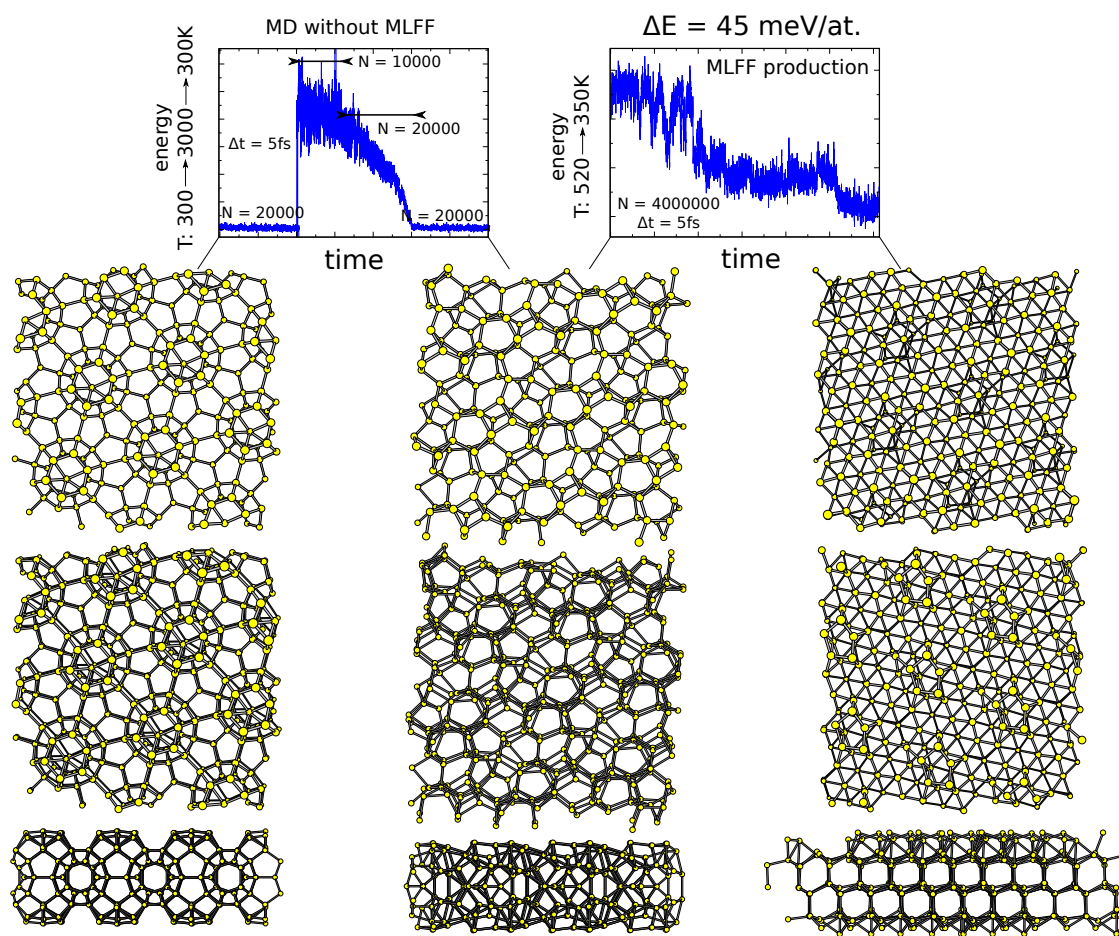 MD without MLFF
N = 10000
N = 20000
Δt = 5fs
N = 20000
N = 20000
energy
T: 300 → 3000 → 300K
time
ΔE = 45 meV/at.
MLFF production
N = 4000000
Δt = 5fs
energy
T: 520 → 350K
time